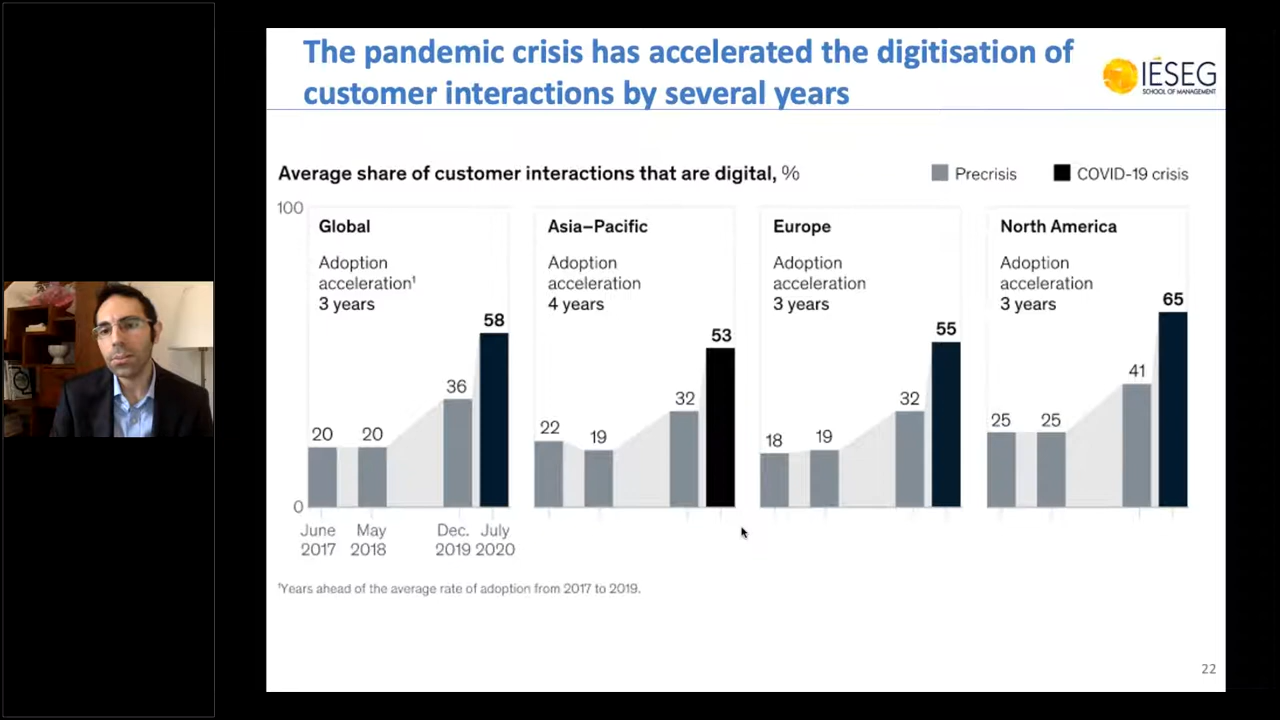 The pandemic crisis has accelerated the digitisation of
customer interactions by several years
IÉSEG
SCHOOL OF MANAGEMENT
Average share of customer interactions that are digital, %
Precrisis
COVID-19 crisis
100
0
Global
Adoption
acceleration¹
3 years
20
20
36
58
June
2017
May
2018
Dec.
2019
July
2020
Asia–Pacific
Adoption
acceleration
4 years
22
19
32
53
Europe
Adoption
acceleration
3 years
18
19
32
55
North America
Adoption
acceleration
3 years
25
25
41
65
¹Years ahead of the average rate of adoption from 2017 to 2019.
22